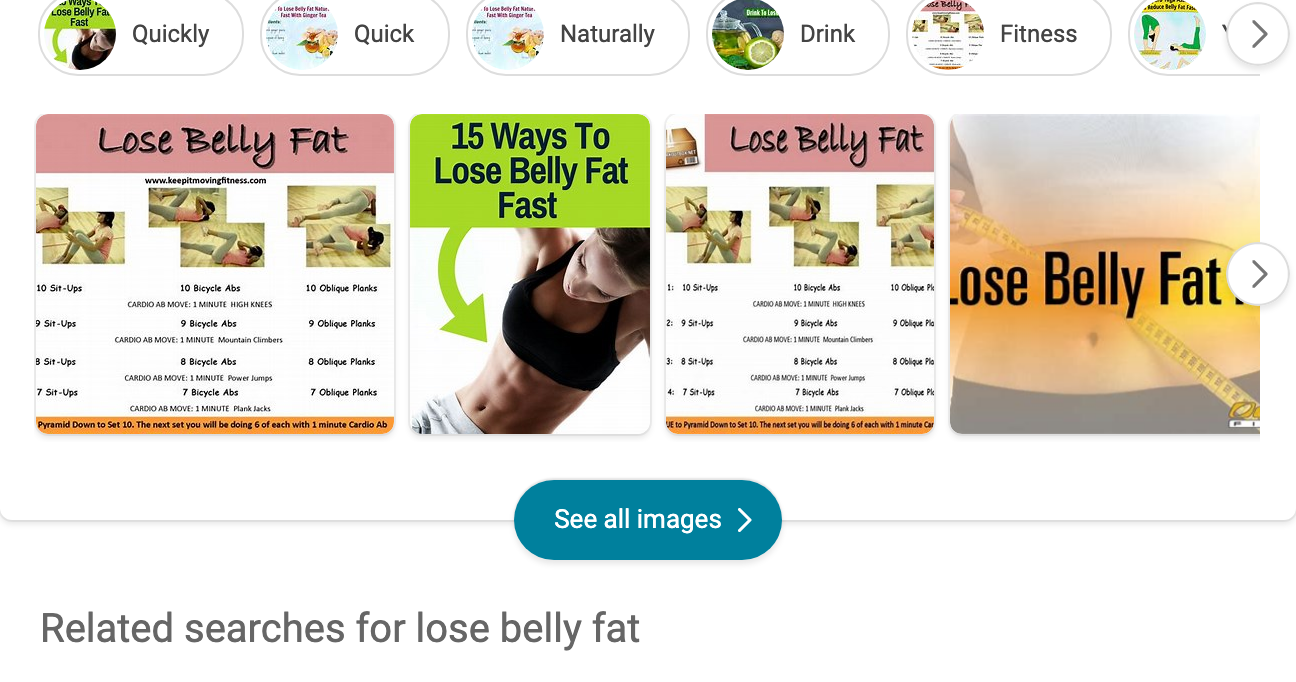 Fast
Quickly
To Lose Belly Fat Natur
Fast With Ginger Tea
Quick
To Lose Belly Fat Natur
Fast With Ginger Tea
Naturally
Drink To Los
Drink
Fitness
Reduce Belly Fat Fast
Lose Belly Fat
www.keepitmovingfitness.com
10 Sit-Ups 10 Bicycle Abs 10 Oblique Planks
CARDIO AB MOVE: 1 MINUTE HIGH KNEES
9 Sit-Ups 9 Bicycle Abs 9 Oblique Planks
CARDIO AB MOVE: 1 MINUTE Mountain Climbers
8 Sit-Ups 8 Bicycle Abs 8 Oblique Planks
CARDIO AB MOVE: 1 MINUTE Power Jumps
7 Sit-Ups 7 Bicycle Abs 7 Oblique Planks
CARDIO AB MOVE: 1 MINUTE Plank Jacks
Pyramid Down to Set 10. The next set you will be doing 6 of each with 1 minute Cardio Ab
15 Ways To
Lose Belly Fat
Fast
Lose Belly Fat
1: 10 Sit-Ups 10 Bicycle Abs 10 Oblique Pl
CARDIO AB MOVE: 1 MINUTE HIGH KNEES
2: 9 Sit-Ups 9 Bicycle Abs 9 Oblique Pla
CARDIO AB MOVE: 1 MINUTE Mountain Climbers
3: 8 Sit-Ups 8 Bicycle Abs 8 Oblique Pla
CARDIO AB MOVE: 1 MINUTE Power Jumps
4: 7 Sit-Ups 7 Bicycle Abs 7 Oblique Pla
CARDIO AB MOVE: 1 MINUTE Plank Jacks
UE to Pyramid Down to Set 10. The next set you will be doing 6 of each with 1 minute Car
Lose Belly Fat
See all images
Related searches for lose belly fat